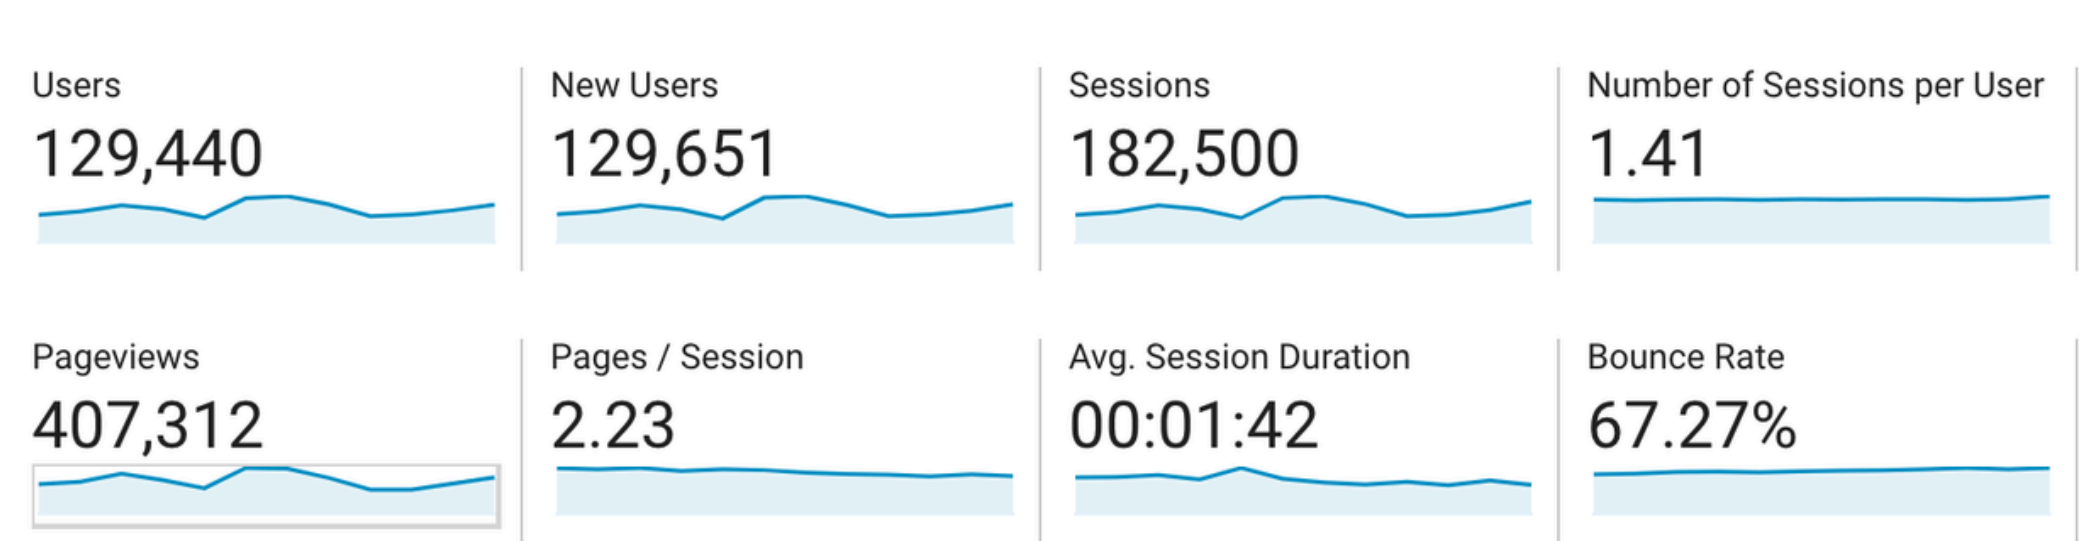 Users
129,440
New Users
129,651
Sessions
182,500
Number of Sessions per User
1.41
Pageviews
407,312
Pages / Session
2.23
Avg. Session Duration
00:01:42
Bounce Rate
67.27%